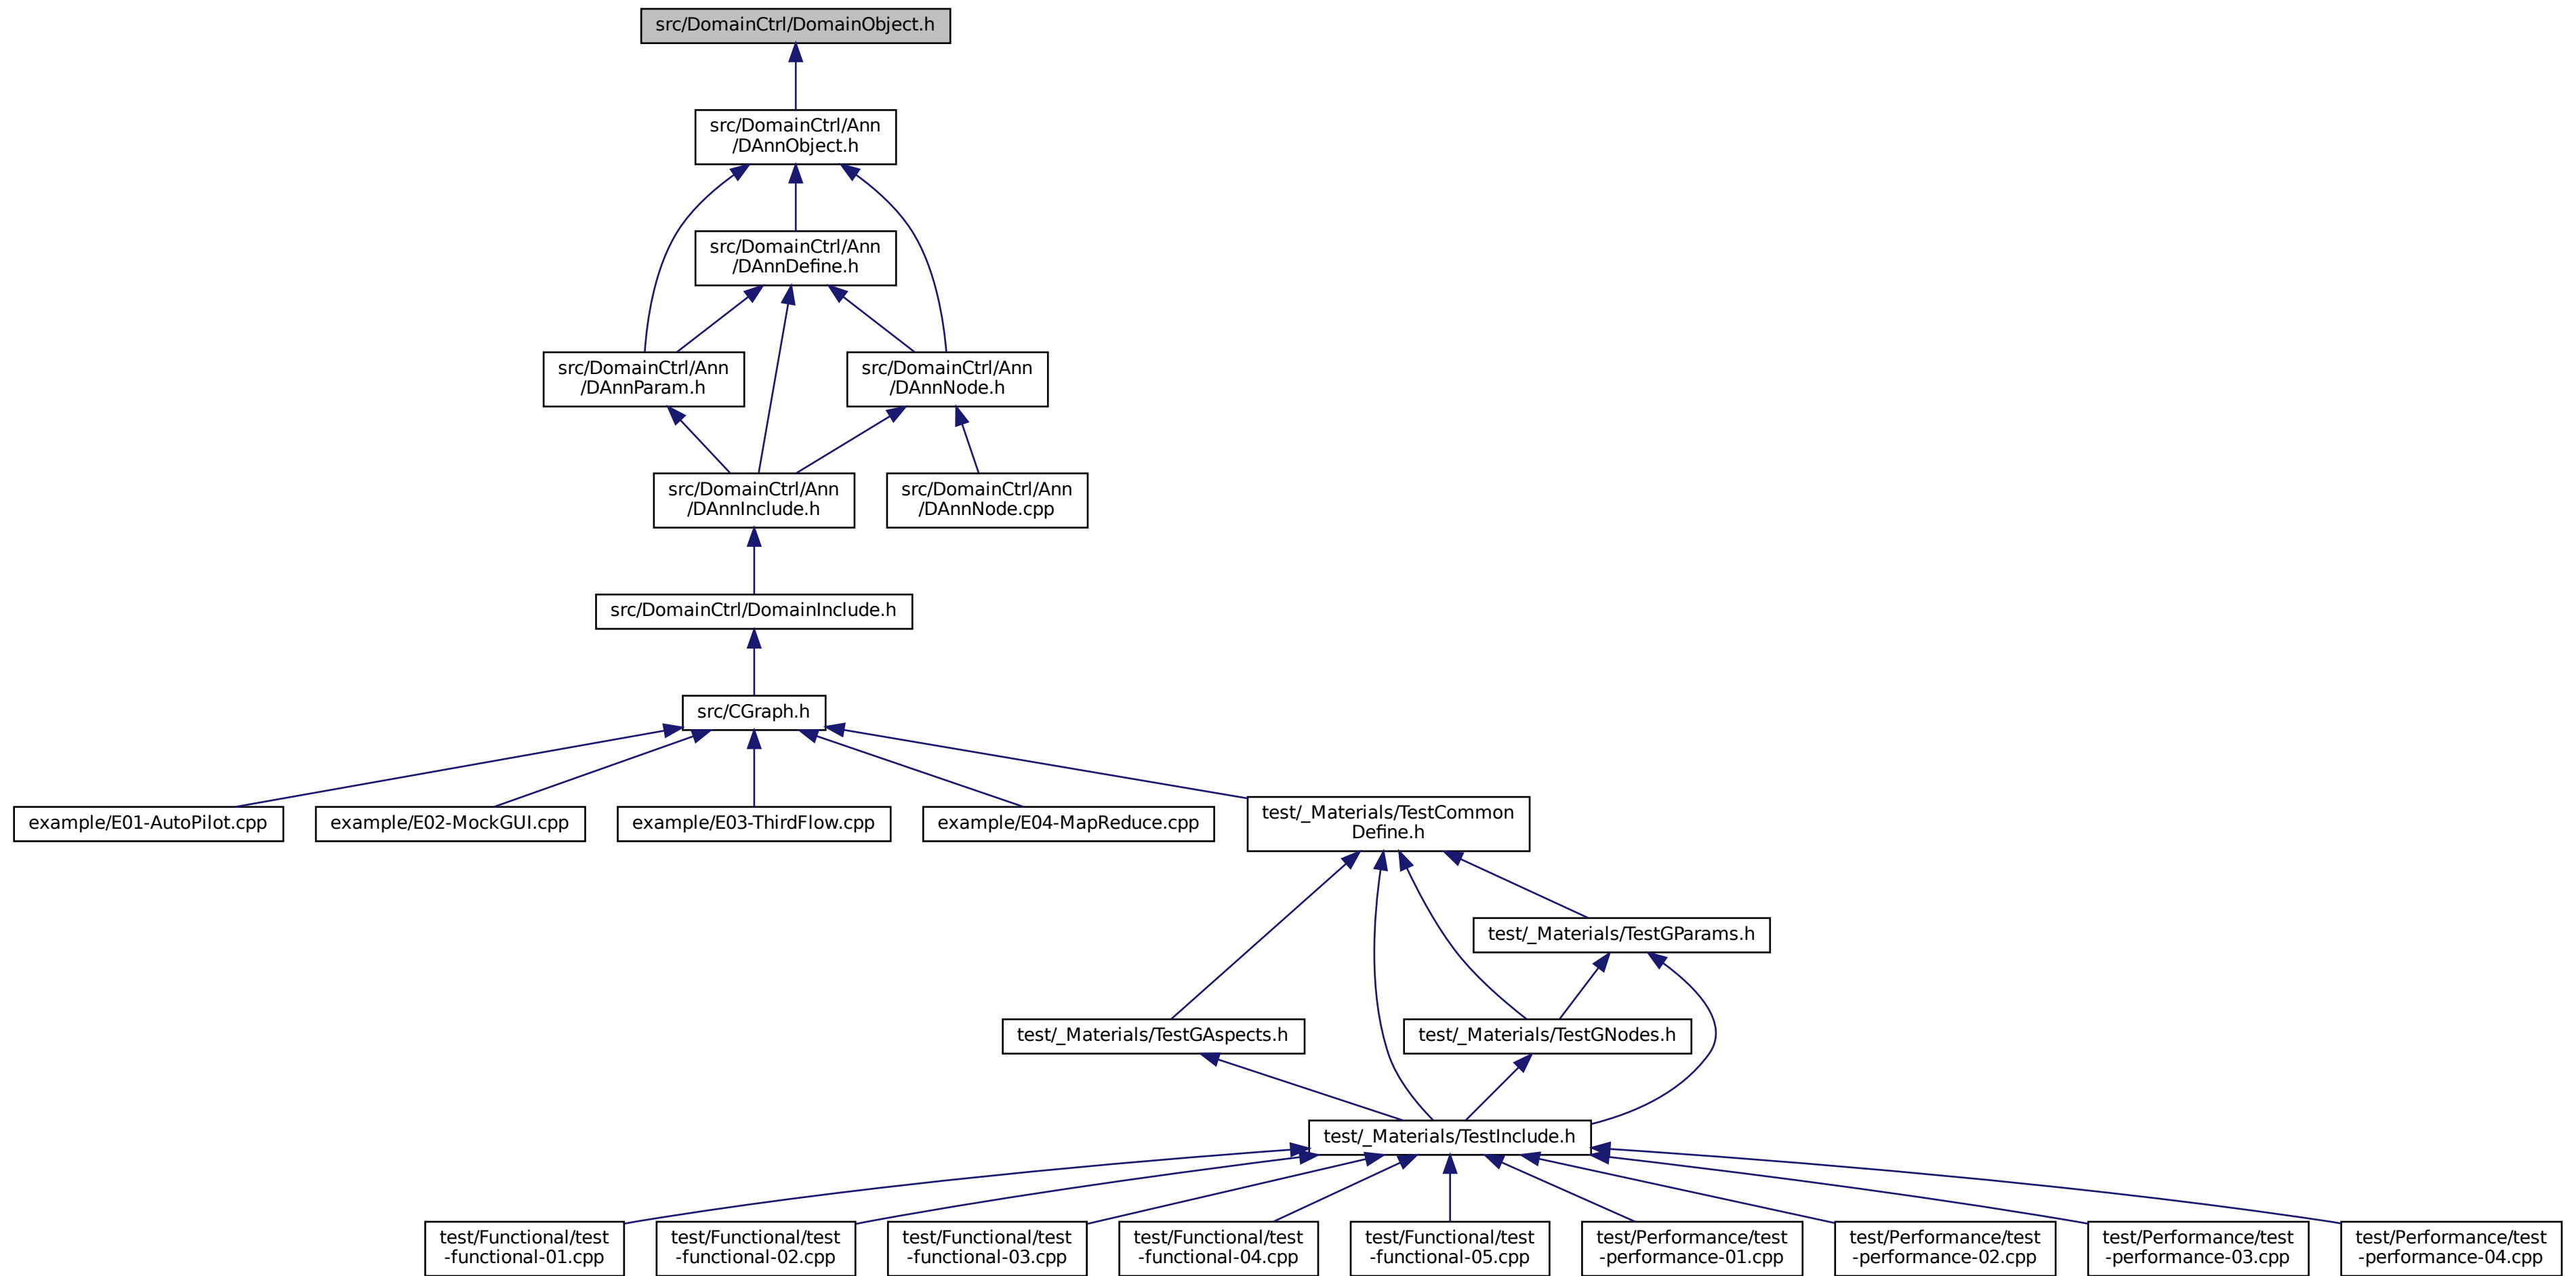 src/DomainCtrl/DomainObject.h
src/DomainCtrl/Ann
/DAnnObject.h
src/DomainCtrl/Ann
/DAnnDefine.h
src/DomainCtrl/Ann
/DAnnParam.h
src/DomainCtrl/Ann
/DAnnNode.h
src/DomainCtrl/Ann
/DAnnInclude.h
src/DomainCtrl/Ann
/DAnnNode.cpp
src/DomainCtrl/DomainInclude.h
src/CGraph.h
example/E01-AutoPilot.cpp
example/E02-MockGUI.cpp
example/E03-ThirdFlow.cpp
example/E04-MapReduce.cpp
test/_Materials/TestCommon
Define.h
test/_Materials/TestGParams.h
test/_Materials/TestGAspects.h
test/_Materials/TestGNodes.h
test/_Materials/TestInclude.h
test/Functional/test
-functional-01.cpp
test/Functional/test
-functional-02.cpp
test/Functional/test
-functional-03.cpp
test/Functional/test
-functional-04.cpp
test/Functional/test
-functional-05.cpp
test/Performance/test
-performance-01.cpp
test/Performance/test
-performance-02.cpp
test/Performance/test
-performance-03.cpp
test/Performance/test
-performance-04.cpp